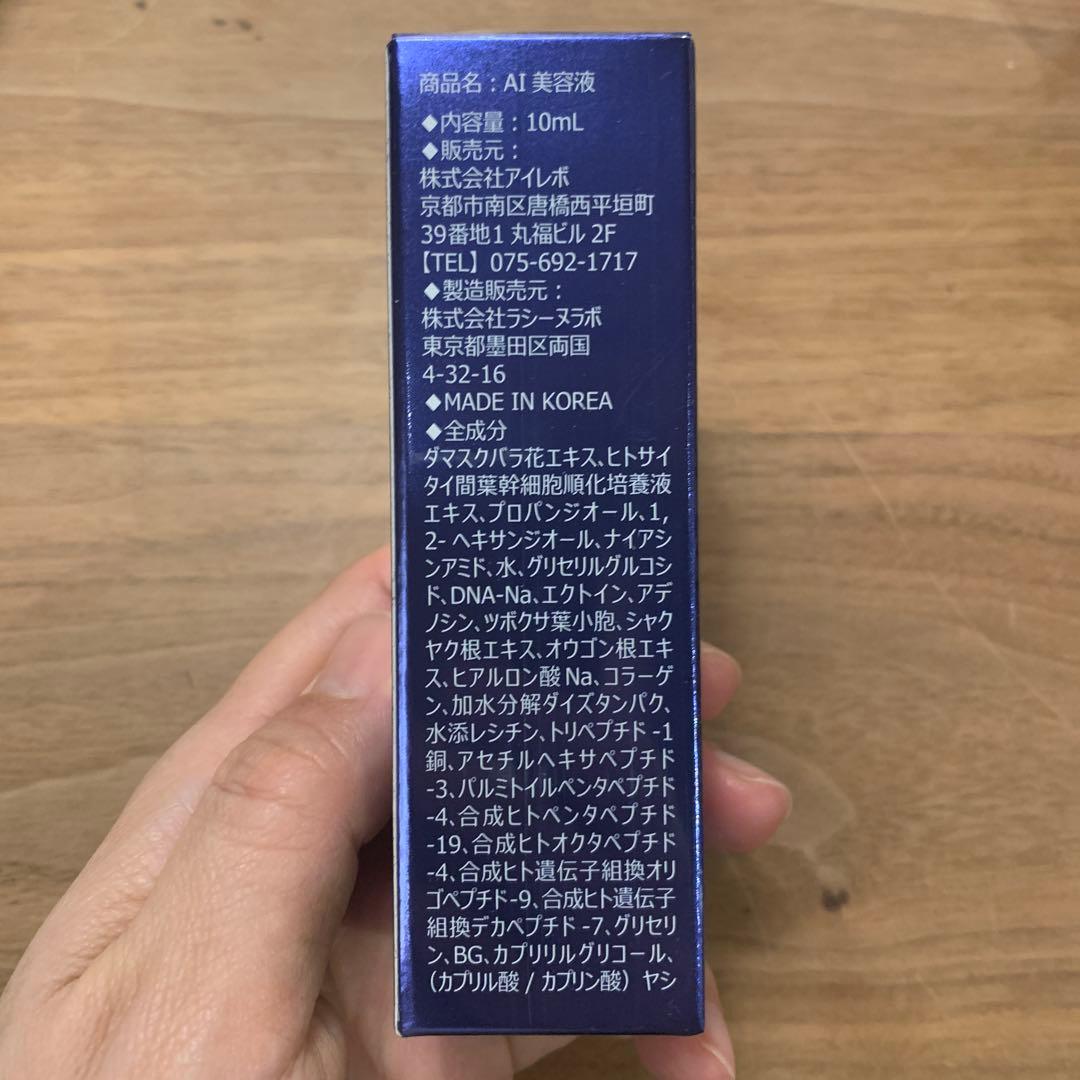 商品名：AI 美容液
◆内容量：10mL
◆販売元：
株式会社アイレボ
京都市南区唐橋西平垣町
39番地1 丸福ビル 2F
【TEL】075-692-1717
◆製造販売元：
株式会社ラシーヌラボ
東京都墨田区両国
4-32-16
◆MADE IN KOREA
◆全成分
ダマスクバラ花エキス、ヒトサイ
タイ間葉幹細胞順化培養液
エキス、プロパンジオール、1,
2- ヘキサンジオール、ナイアシ
ンアミド、水、グリセリルグルコシ
ド、DNA-Na、エクトイン、アデ
ノシン、ツボクサ葉小胞、シャク
ヤク根エキス、オウゴン根エキ
ス、ヒアルロン酸 Na、コラーゲ
ン、加水分解ダイズタンパク、
水添レシチン、トリペプチド -1
銅、アセチルヘキサペプチド
-3、パルミトイルペンタペプチド
-4、合成ヒトペンタペプチド
-19、合成ヒトオクタペプチド
-4、合成ヒト遺伝子組換オリ
ゴペプチド-9、合成ヒト遺伝子
組換デカペプチド -7、グリセリ
ン、BG、カプリリルグリコール、
（カプリル酸 / カプリン酸）ヤシ